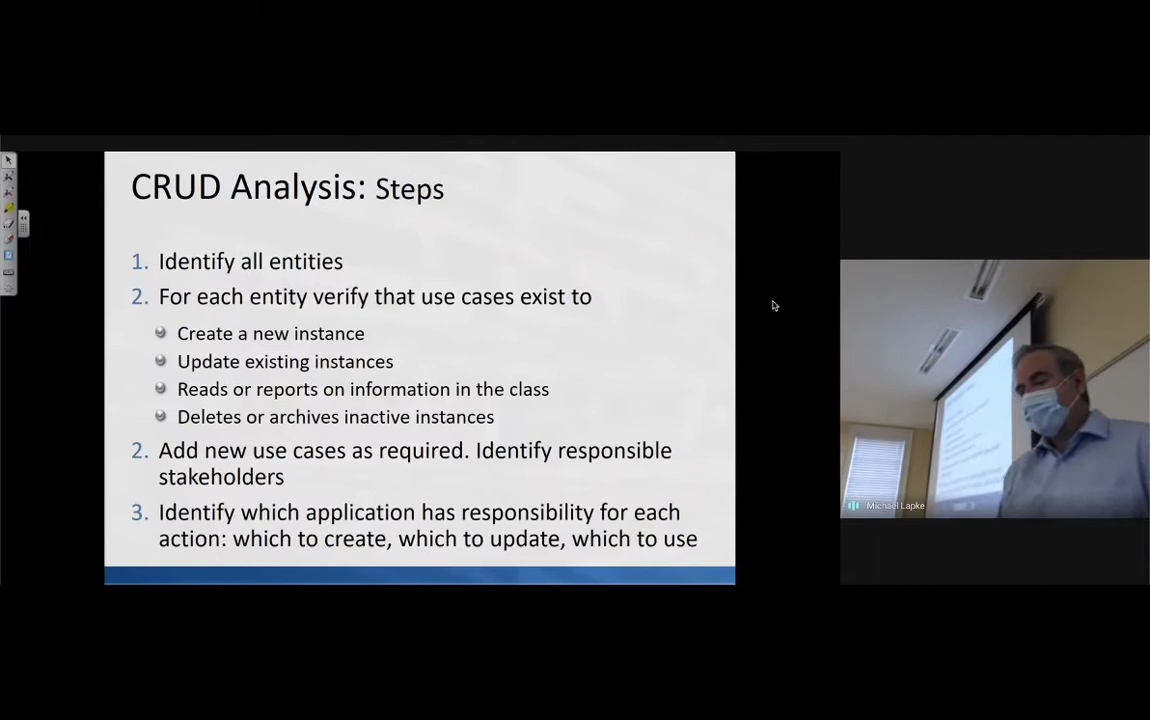 CRUD Analysis: Steps
1. Identify all entities
2. For each entity verify that use cases exist to
Create a new instance
Update existing instances
Reads or reports on information in the class
Deletes or archives inactive instances
2. Add new use cases as required. Identify responsible
stakeholders
3. Identify which application has responsibility for each
action: which to create, which to update, which to use
Michael Lapke